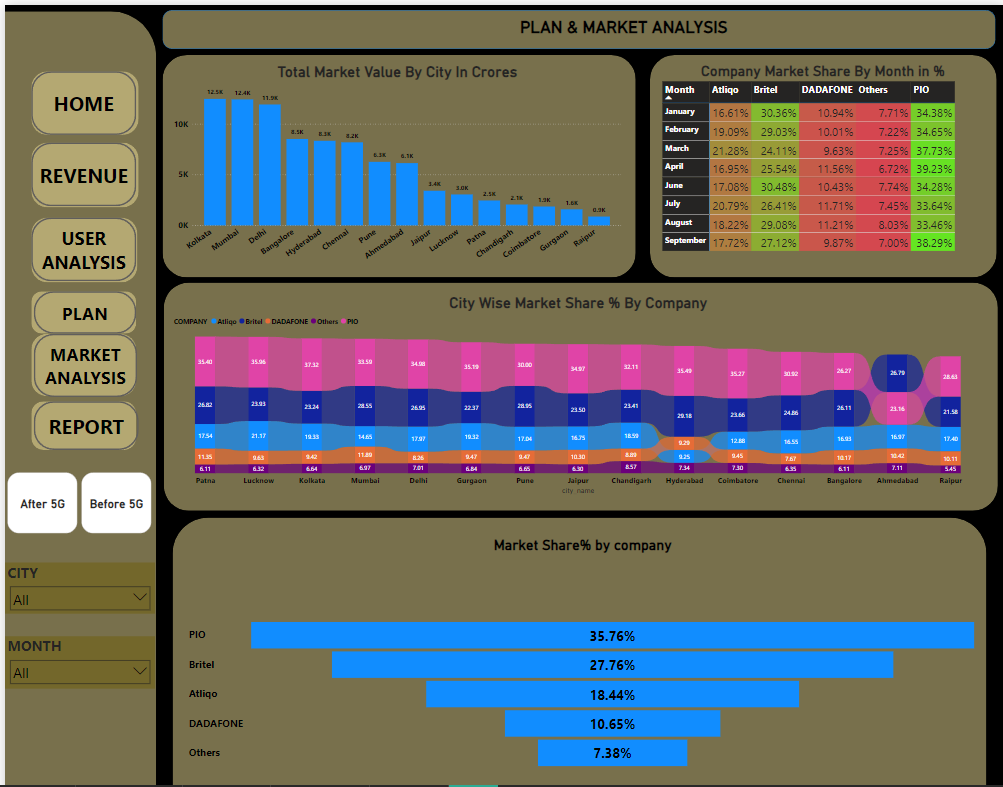 PLAN & MARKET ANALYSIS
HOME
REVENUE
USER
ANALYSIS
PLAN
MARKET
ANALYSIS
REPORT
After 5G Before 5G
CITY
All
MONTH
All
Total Market Value By City In Crores
10K
5K
0K
12.5K 12.4K 11.9K 8.5K 8.3K 8.2K 6.3K 6.1K 3.4K 3.0K 2.5K 2.1K 1.9K 1.6K 0.9K
Kolkata Mumbai Delhi Bangalore Hyderabad Chennai Pune Ahmedabad Jaipur Lucknow Patna Chandigarh Coimbatore Gurgaon Raipur
Company Market Share By Month in %
Month Atliqo Britel DADAFONE Others PIO
January 16.61% 30.36% 10.94% 7.71% 34.38%
February 19.09% 29.03% 10.01% 7.22% 34.65%
March 21.28% 24.11% 9.63% 7.25% 37.73%
April 16.95% 25.54% 11.56% 6.72% 39.23%
June 17.08% 30.48% 10.43% 7.74% 34.28%
July 20.79% 26.41% 11.71% 7.45% 33.64%
August 18.22% 29.08% 11.21% 8.03% 33.46%
September 17.72% 27.12% 9.87% 7.00% 38.29%
City Wise Market Share % By Company
COMPANY Atliqo Britel DADAFONE Others PIO
35.40 35.96 37.32 33.59 34.98 35.19 30.00 34.97 32.11 35.49 35.27 30.92 26.27 26.79 28.63
26.82 23.93 23.24 28.55 26.95 22.37 28.95 23.50 23.41 29.18 23.66 24.86 26.11 23.16 21.58
17.54 21.17 19.33 14.65 17.97 19.32 17.04 16.75 18.59 9.29 12.88 16.55 16.93 16.97 17.40
11.35 9.63 9.42 11.89 8.26 9.47 9.47 10.30 8.89 9.25 9.45 7.67 10.17 10.42 10.11
6.11 6.32 6.64 6.97 7.01 6.84 6.65 6.30 8.57 7.34 7.30 6.35 6.11 7.11 5.45
Patna Lucknow Kolkata Mumbai Delhi Gurgaon Pune Jaipur Chandigarh Hyderabad Coimbatore Chennai Bangalore Ahmedabad Raipur
city_name
Market Share% by company
PIO 35.76%
Britel 27.76%
Atliqo 18.44%
DADAFONE 10.65%
Others 7.38%